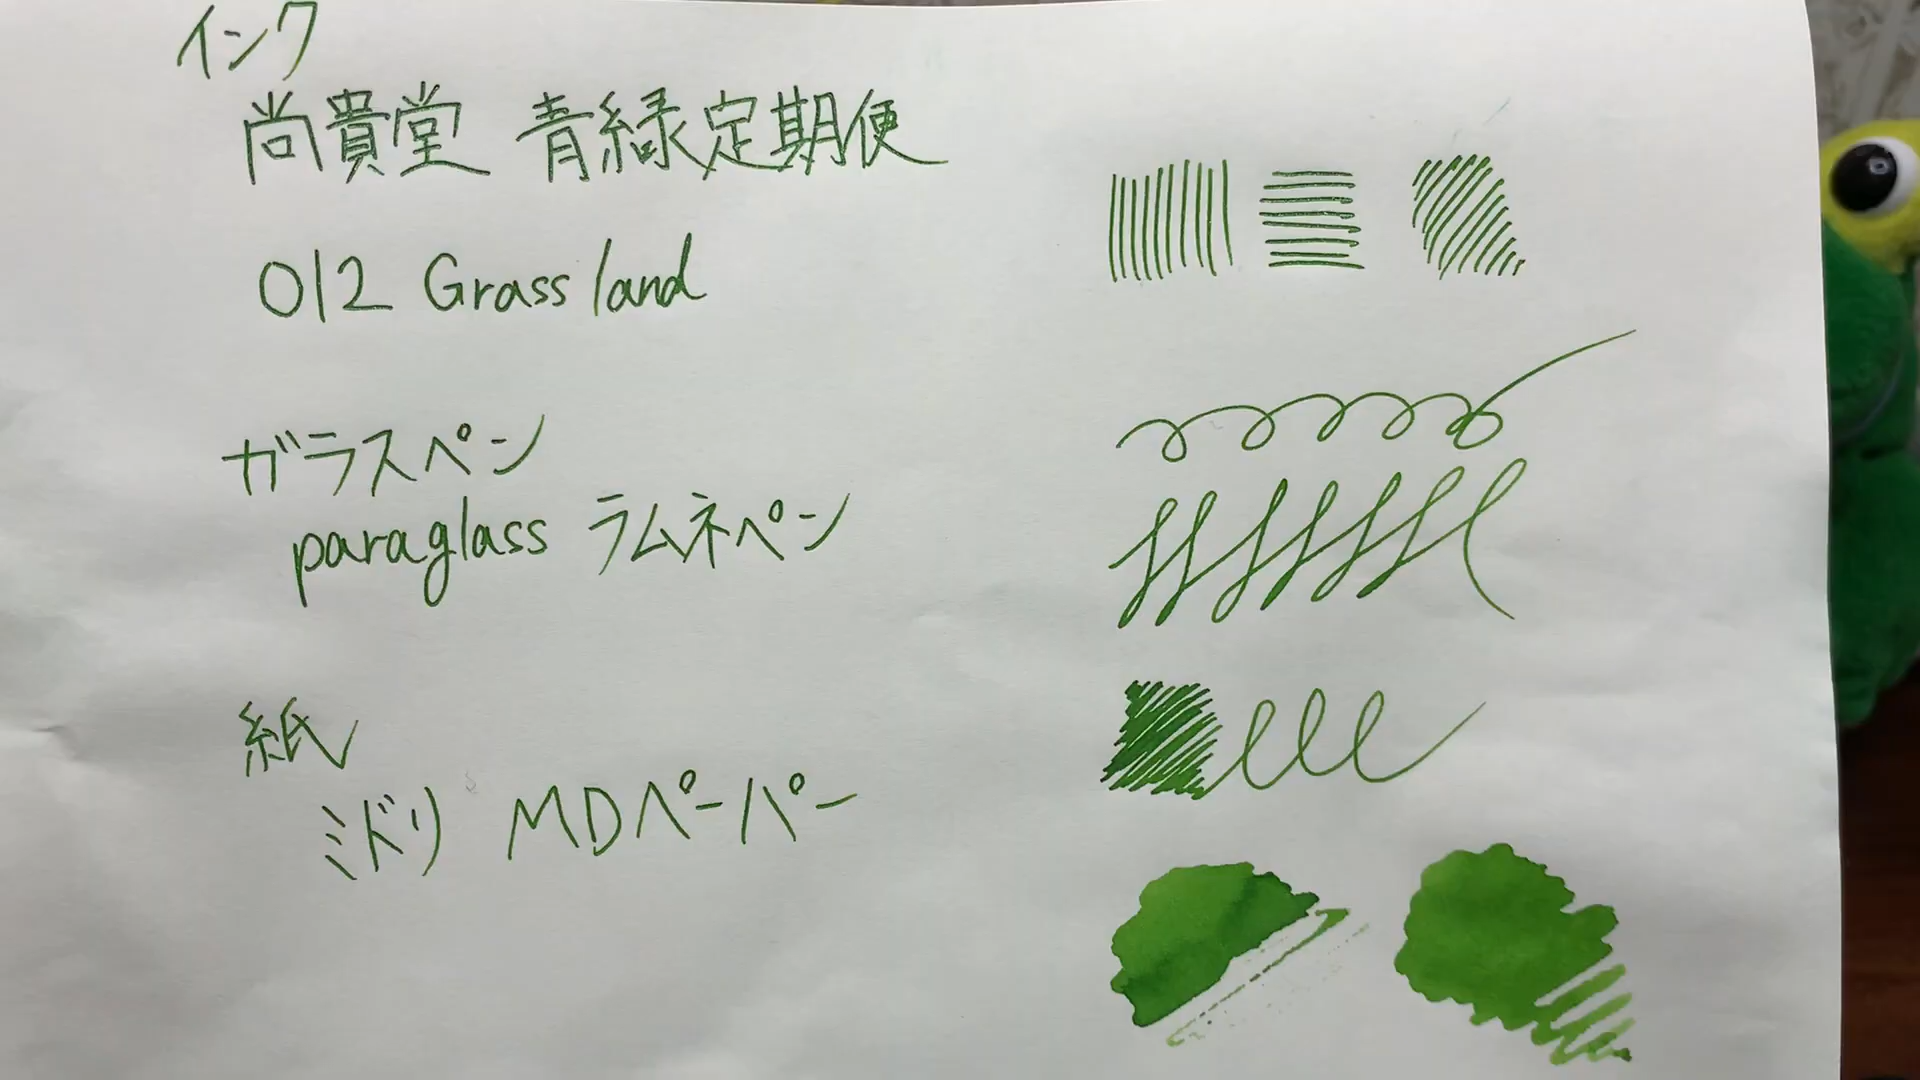 インク
尚貴堂 青緑定期便
012 Grass land
ガラスペン
paraglass ラムネペン
紙
ミドリ MDペーパー